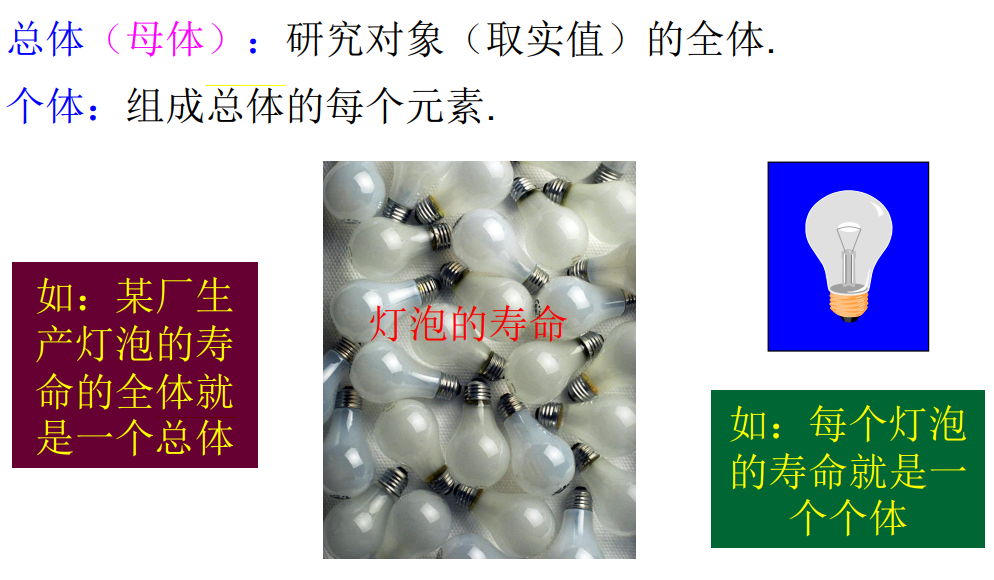 总体（母体）：研究对象（取实值）的全体.
个体：组成总体的每个元素.
如：某厂生
产灯泡的寿
命的全体就
是一个总体
灯泡的寿命
如：每个灯泡
的寿命就是一
个个体